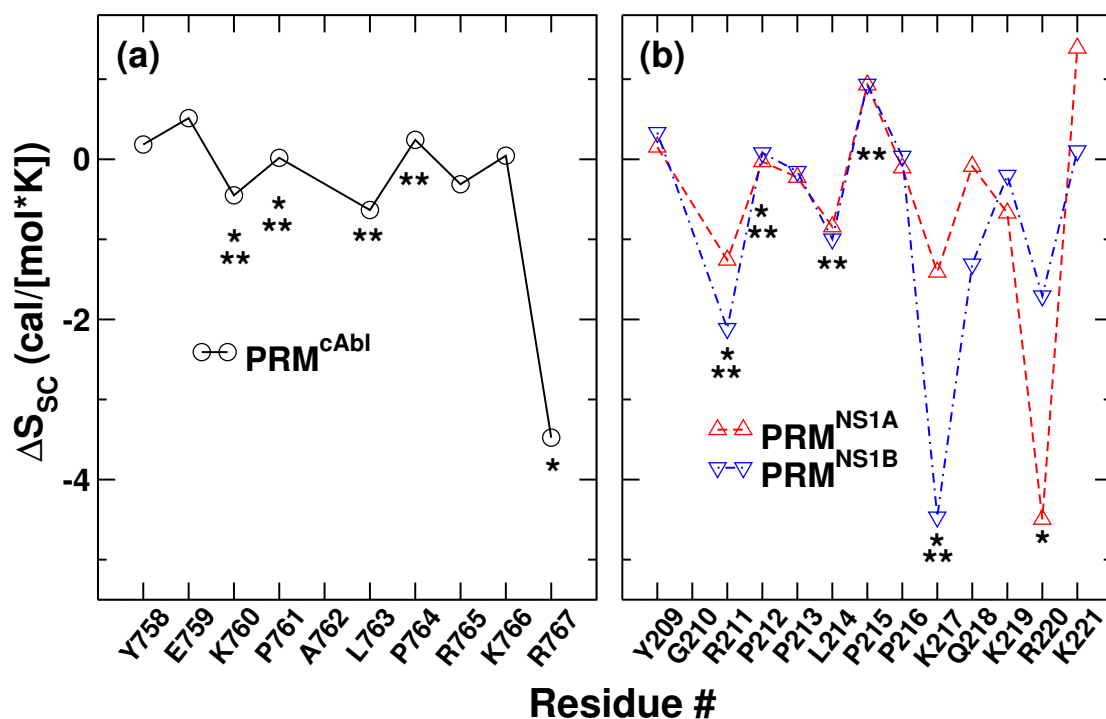 (a)
(b)
ΔS_SC (cal/[mol*K])
0
-2
-4
*
**
*
**
**
**
*
PRM^cAbl
*
**
*
**
**
**
*
**
*
PRM^NS1A
PRM^NS1B
Y758
E759
K760
P761
A762
L763
P764
R765
K766
R767
Y209
G210
R211
P212
P213
L214
P215
P216
K217
Q218
K219
R220
K221
Residue #